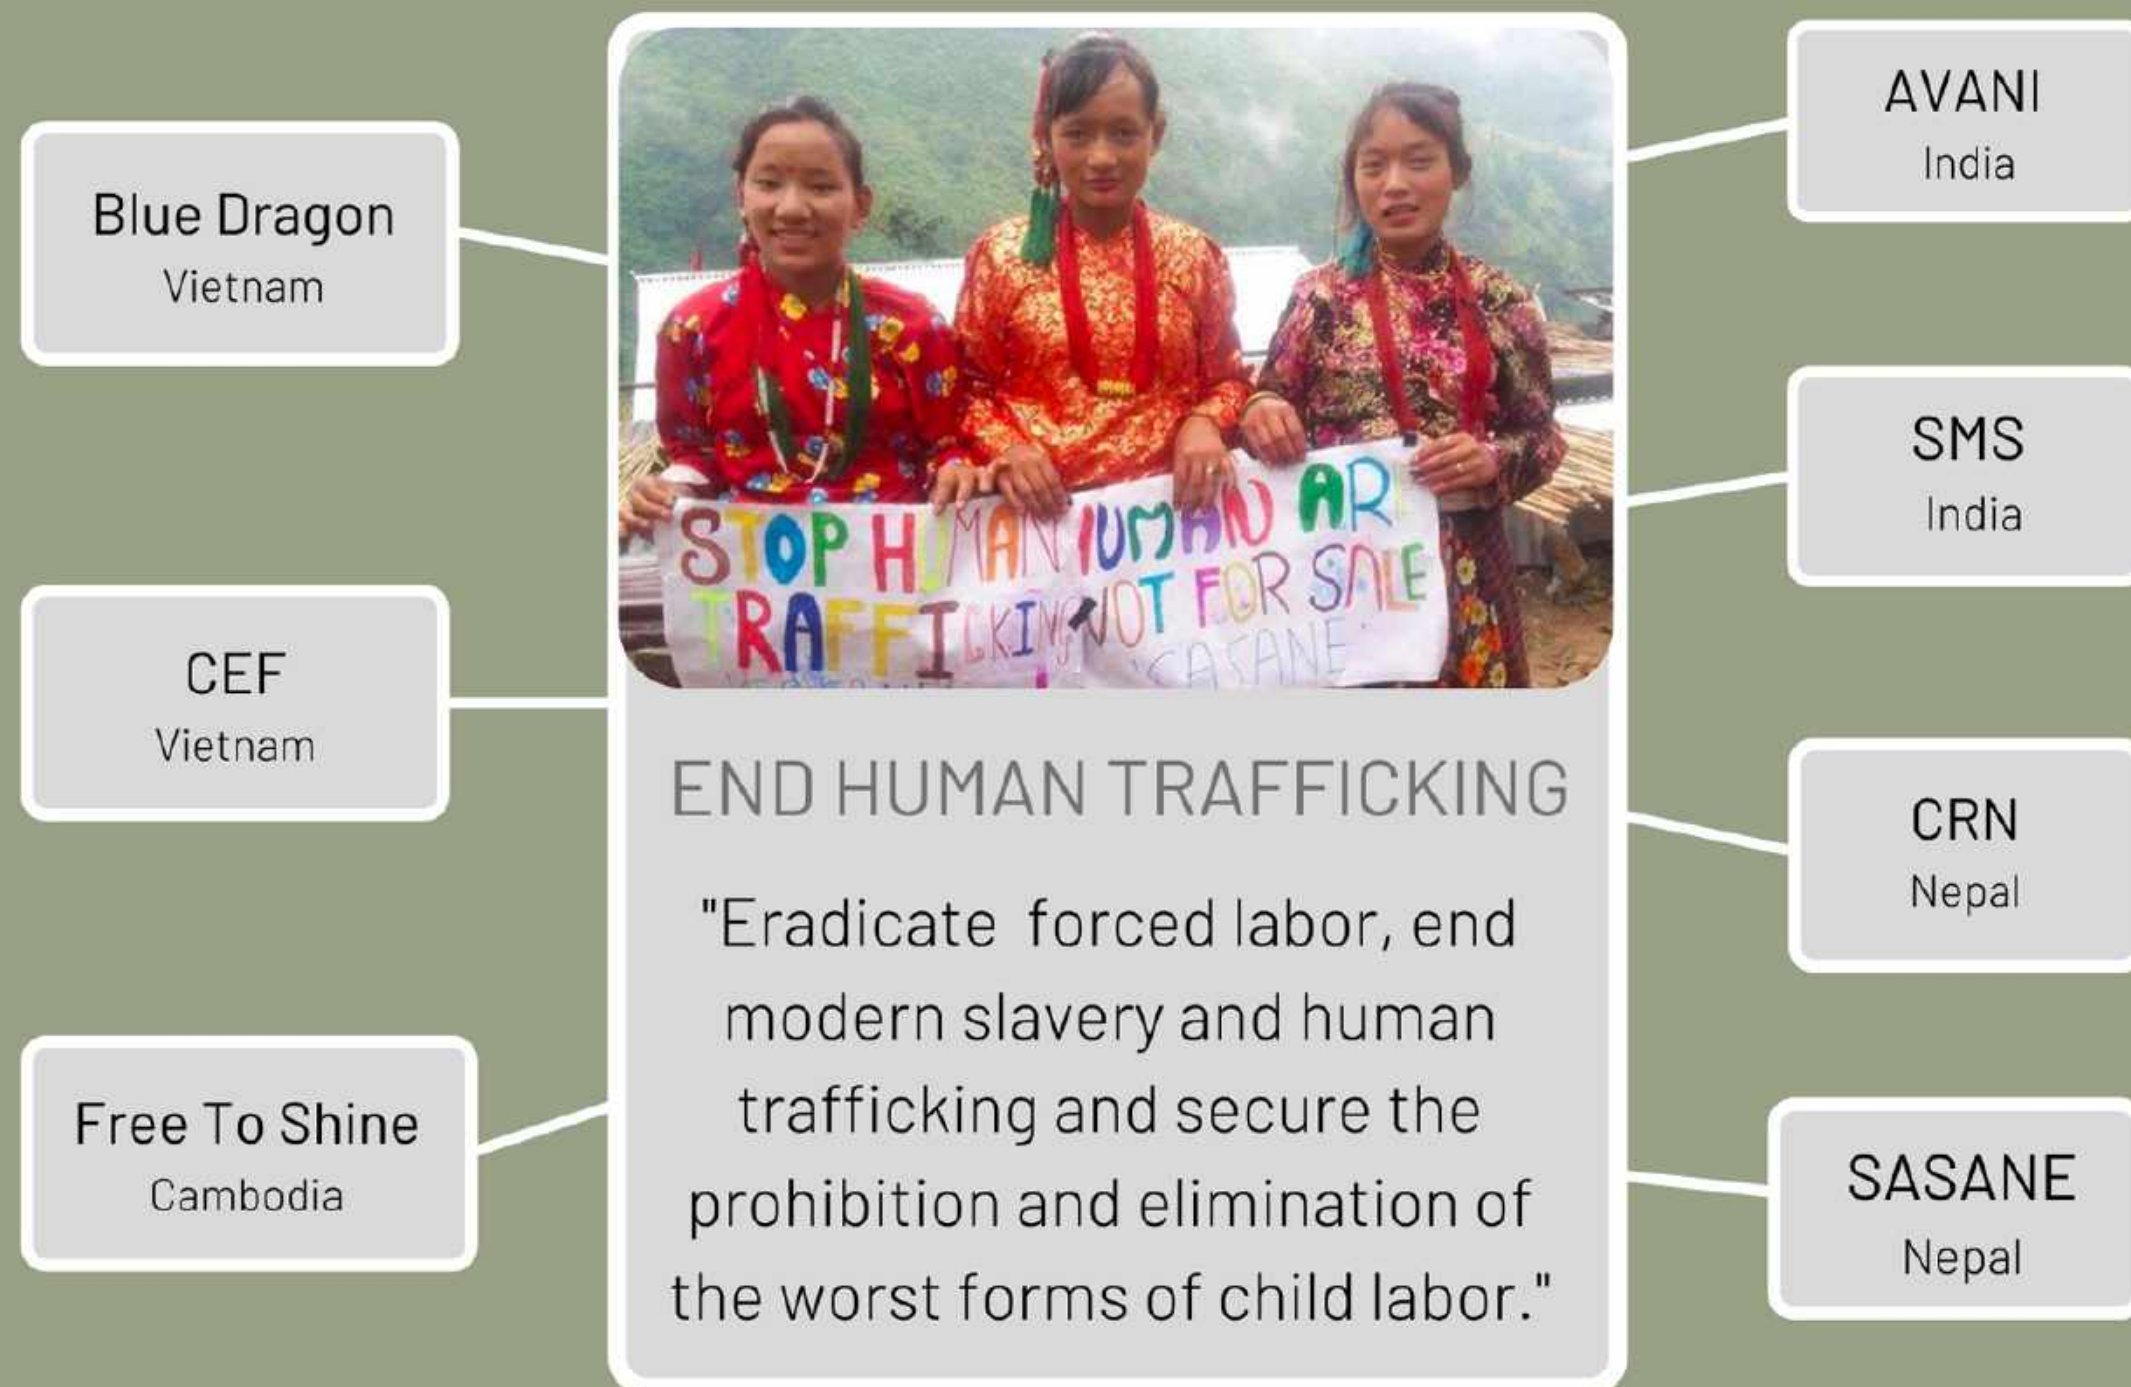 Blue Dragon
Vietnam
CEF
Vietnam
Free To Shine
Cambodia
STOP HUMAN HUMAN AR
TRAFFICKING NOT FOR SALE
SASANE
END HUMAN TRAFFICKING
"Eradicate forced labor, end
modern slavery and human
trafficking and secure the
prohibition and elimination of
the worst forms of child labor."
AVANI
India
SMS
India
CRN
Nepal
SASANE
Nepal